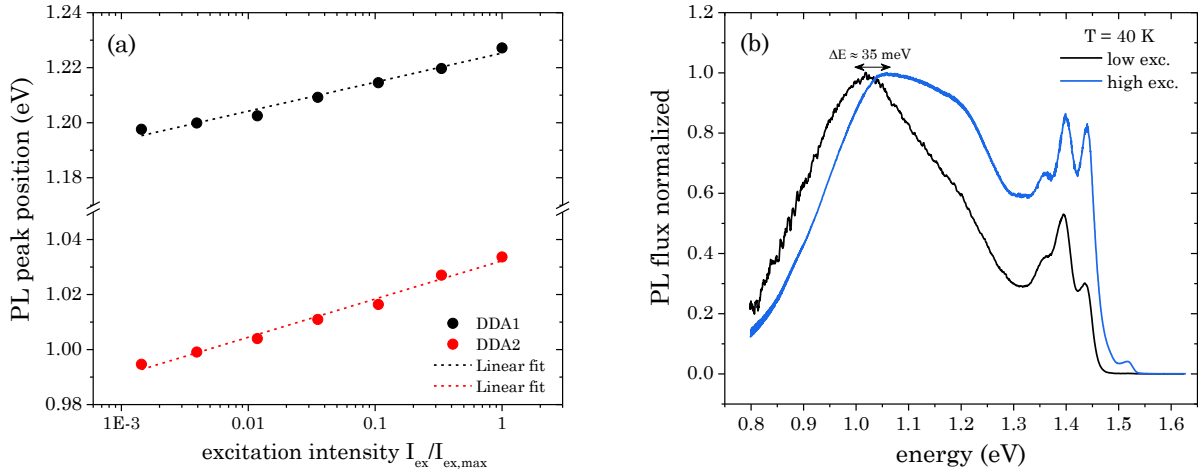 (a)
PL peak position (eV)
1.22
1.20
1.18
1.04
1.02
1.00
0.98
DDA1
DDA2
Linear fit
Linear fit
1E-3
0.01
0.1
1
excitation intensity I_ex/I_ex,max
(b)
PL flux normalized
1.2
1.0
0.8
0.6
0.4
0.2
0.0
ΔE ≈ 35 meV
T = 40 K
low exc.
high exc.
0.8
0.9
1.0
1.1
1.2
1.3
1.4
1.5
1.6
energy (eV)